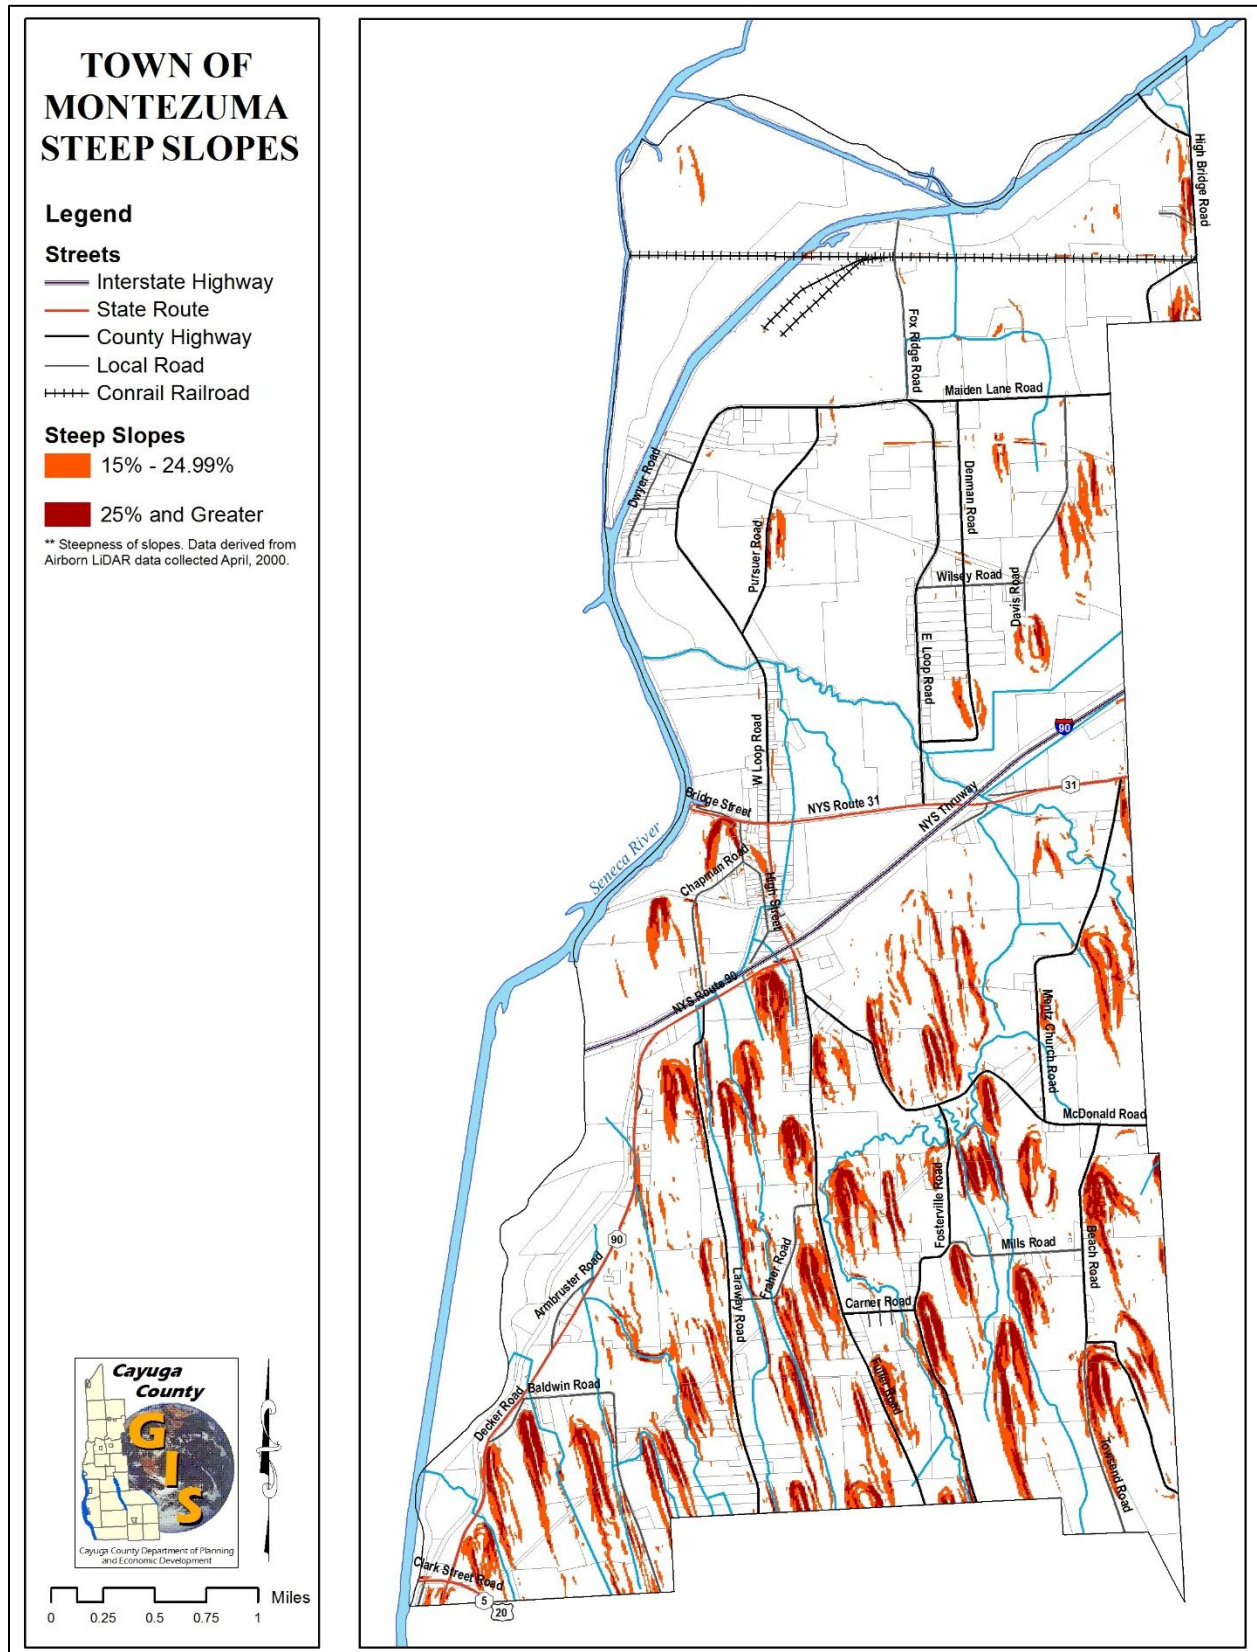 TOWN OF
MONTEZUMA
STEEP SLOPES
Legend
Streets
Interstate Highway
State Route
County Highway
Local Road
Conrail Railroad
Steep Slopes
15% - 24.99%
25% and Greater
** Steepness of slopes. Data derived from
Airborn LiDAR data collected April, 2000.
Cayuga
County
G
I
S
Cayuga County Department of Planning
and Economic Development
Miles
0 0.25 0.5 0.75 1
High Bridge Road
Fox Ridge Road
Maiden Lane Road
Dwyer Road
Denman Road
Pursuer Road
Wilsey Road
Davis Road
E Loop Road
W Loop Road
90
31
Bridge Street
NYS Route 31
NYS Thruway
Seneca River
Chapman Road
High Street
NYS Route 90
Mentz Church Road
McDonald Road
Fosterville Road
Mills Road
Beach Road
90
Armbruster Road
Laraway Road
Fraher Road
Carner Road
Fuller Road
Baldwin Road
Decker Road
Townsend Road
Clark Street Road
5
20